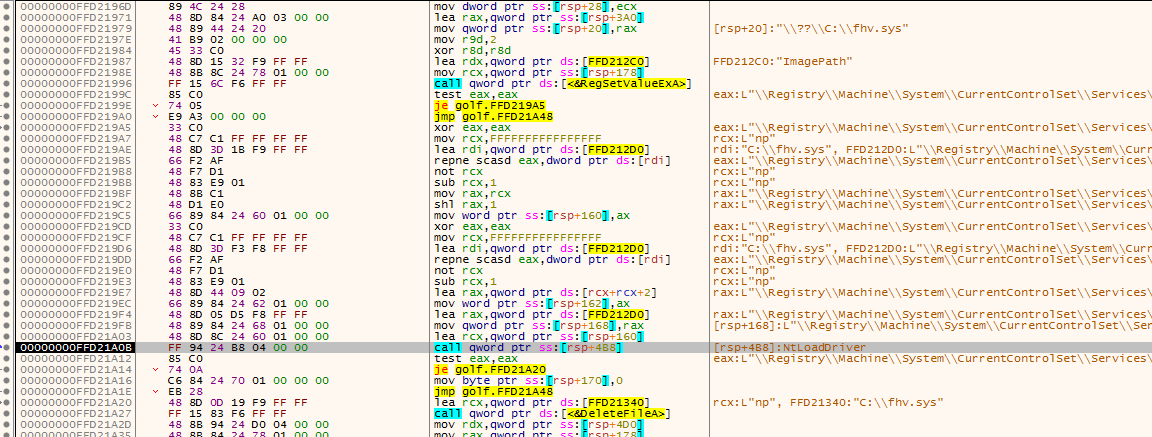 00000000FFD2196D 89 4C 24 28 mov dword ptr ss:[rsp+28],ecx
00000000FFD21971 48 8D 84 24 A0 03 00 00 lea rax,qword ptr ss:[rsp+3A0]
00000000FFD21979 48 89 44 24 20 mov qword ptr ss:[rsp+20],rax [rsp+20]:"\\??\\C:\\fhv.sys"
00000000FFD2197E 41 B9 02 00 00 00 mov r9d,2
00000000FFD21984 45 33 C0 xor r8d,r8d
00000000FFD21987 48 8D 15 32 F9 FF FF lea rdx,qword ptr ds:[FFD212C0] FFD212C0:"ImagePath"
00000000FFD2198E 48 8B 8C 24 78 01 00 00 mov rcx,qword ptr ss:[rsp+178]
00000000FFD21996 FF 15 6C F6 FF FF call qword ptr ds:[<&RegSetValueExA>]
00000000FFD2199C 85 C0 test eax,eax eax:L"\\Registry\\Machine\\System\\CurrentControlSet\\Services\
00000000FFD2199E 74 05 je golf.FFD219A5
00000000FFD219A0 E9 A3 00 00 00 jmp golf.FFD21A48
00000000FFD219A5 33 C0 xor eax,eax eax:L"\\Registry\\Machine\\System\\CurrentControlSet\\Services\
00000000FFD219A7 48 C7 C1 FF FF FF FF mov rcx,FFFFFFFFFFFFFFFF rcx:L"np"
00000000FFD219AE 48 8D 3D 1B F9 FF FF lea rdi,qword ptr ds:[FFD212D0] rdi:"C:\\fhv.sys", FFD212D0:L"\\Registry\\Machine\\System\\Curr
00000000FFD219B5 66 F2 AF repne scasd eax,dword ptr ds:[rdi] eax:L"\\Registry\\Machine\\System\\CurrentControlSet\\Services\
00000000FFD219B8 48 F7 D1 not rcx rcx:L"np"
00000000FFD219BB 48 83 E9 01 sub rcx,1 rcx:L"np"
00000000FFD219BF 48 8B C1 mov rax,rcx rax:L"\\Registry\\Machine\\System\\CurrentControlSet\\Services\
00000000FFD219C2 48 D1 E0 shl rax,1 rax:L"\\Registry\\Machine\\System\\CurrentControlSet\\Services\
00000000FFD219C5 66 89 84 24 60 01 00 00 mov word ptr ss:[rsp+160],ax
00000000FFD219CD 33 C0 xor eax,eax eax:L"\\Registry\\Machine\\System\\CurrentControlSet\\Services\
00000000FFD219CF 48 C7 C1 FF FF FF FF mov rcx,FFFFFFFFFFFFFFFF rcx:L"np"
00000000FFD219D6 48 8D 3D F3 F8 FF FF lea rdi,qword ptr ds:[FFD212D0] rdi:"C:\\fhv.sys", FFD212D0:L"\\Registry\\Machine\\System\\Curr
00000000FFD219DD 66 F2 AF repne scasd eax,dword ptr ds:[rdi] eax:L"\\Registry\\Machine\\System\\CurrentControlSet\\Services\
00000000FFD219E0 48 F7 D1 not rcx rcx:L"np"
00000000FFD219E3 48 83 E9 01 sub rcx,1 rcx:L"np"
00000000FFD219E7 48 8D 44 09 02 lea rax,qword ptr ds:[rcx+rcx+2] rax:L"\\Registry\\Machine\\System\\CurrentControlSet\\Services\
00000000FFD219EC 66 89 84 24 62 01 00 00 mov word ptr ss:[rsp+162],ax
00000000FFD219F4 48 8D 05 D5 F8 FF FF lea rax,qword ptr ds:[FFD212D0] rax:L"\\Registry\\Machine\\System\\CurrentControlSet\\Services\
00000000FFD219FB 48 89 84 24 68 01 00 00 mov qword ptr ss:[rsp+168],rax [rsp+168]:L"\\Registry\\Machine\\System\\CurrentControlSet\\Ser
00000000FFD21A03 48 8D 8C 24 60 01 00 00 lea rcx,qword ptr ss:[rsp+160]
00000000FFD21A0B FF 94 24 B8 04 00 00 call qword ptr ss:[rsp+4B8] [rsp+4B8]:NtLoadDriver
00000000FFD21A12 85 C0 test eax,eax eax:L"\\Registry\\Machine\\System\\CurrentControlSet\\Services\
00000000FFD21A14 74 0A je golf.FFD21A20
00000000FFD21A16 C6 84 24 70 01 00 00 00 mov byte ptr ss:[rsp+170],0
00000000FFD21A1E EB 28 jmp golf.FFD21A48
00000000FFD21A20 48 8D 0D 19 F9 FF FF lea rcx,qword ptr ds:[FFD21340] rcx:L"np", FFD21340:"C:\\fhv.sys"
00000000FFD21A27 FF 15 83 F6 FF FF call qword ptr ds:[<&DeleteFileA>]
00000000FFD21A2D 48 8B 94 24 D0 04 00 00 mov rdx,qword ptr ss:[rsp+4D0]
00000000FFD21A35 48 8B 84 24 78 01 00 00 mov rax,qword ptr ss:[rsp+178]